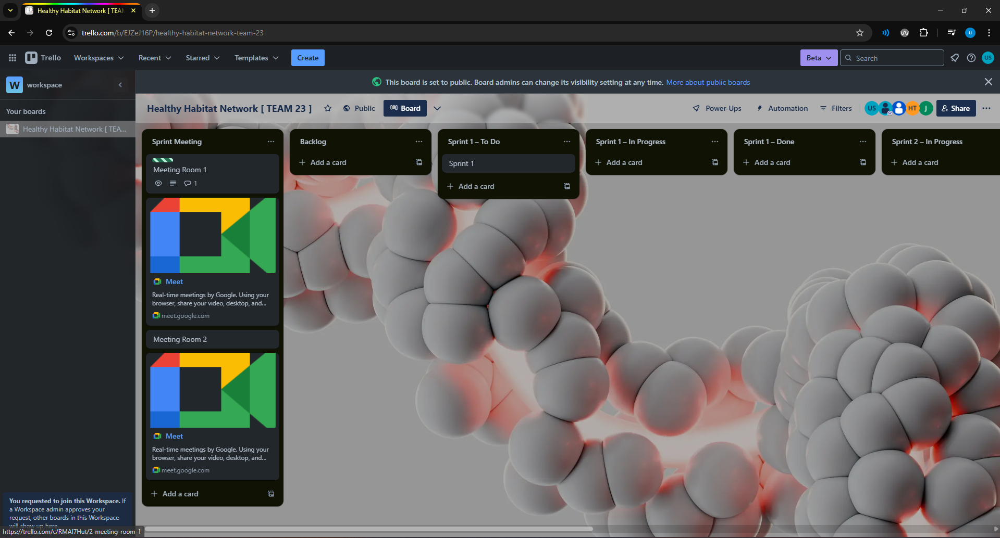 Healthy Habitat Network [ TEAM
trello.com/b/EJZeJ16P/healthy-habitat-network-team-23
u
Trello
Workspaces
Recent
Starred
Templates
Create
Beta
Search
US
W workspace
This board is set to public. Board admins can change its visibility setting at any time. More about public boards
Your boards
Healthy Habitat Network [ TEA...
Healthy Habitat Network [ TEAM 23 ]
Public
Board
Power-Ups
Automation
Filters
US
HT
J
Share
Sprint Meeting
Meeting Room 1
1
Meet
Real-time meetings by Google. Using your
browser, share your video, desktop, and...
meet.google.com
Meeting Room 2
Meet
Real-time meetings by Google. Using your
browser, share your video, desktop, and...
meet.google.com
Add a card
Backlog
Add a card
Sprint 1 – To Do
Sprint 1
Add a card
Sprint 1 – In Progress
Add a card
Sprint 1 – Done
Add a card
Sprint 2 – In Progress
Add a card
You requested to join this Workspace. If
a Workspace admin approves your
request, other boards in this Workspace
will show up here.
https://trello.com/c/RMAI7Hut/2-meeting-room-1